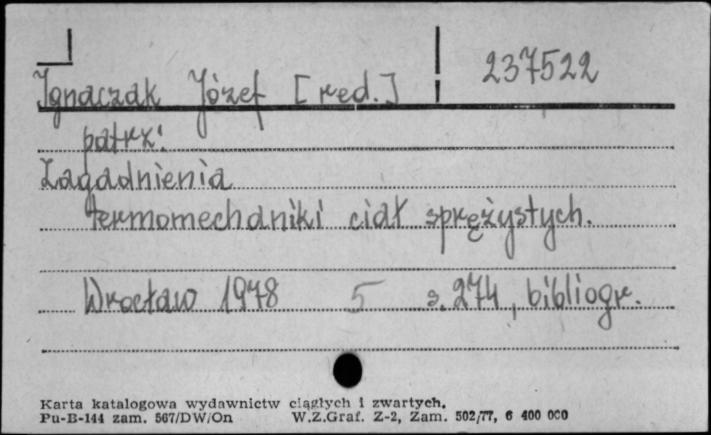 237522
Ignaczak Józef [red.]
patrz:
Zagadnienia
termomechaniki ciał sprężystych.
Wrocław 1978 5 s. 274, bibliogr.
Karta katalogowa wydawnictw ciągłych i zwartych.
Pu-B-144 zam. 567/DW/On W.Z.Graf. Z-2, Zam. 502/77, 6 400 000